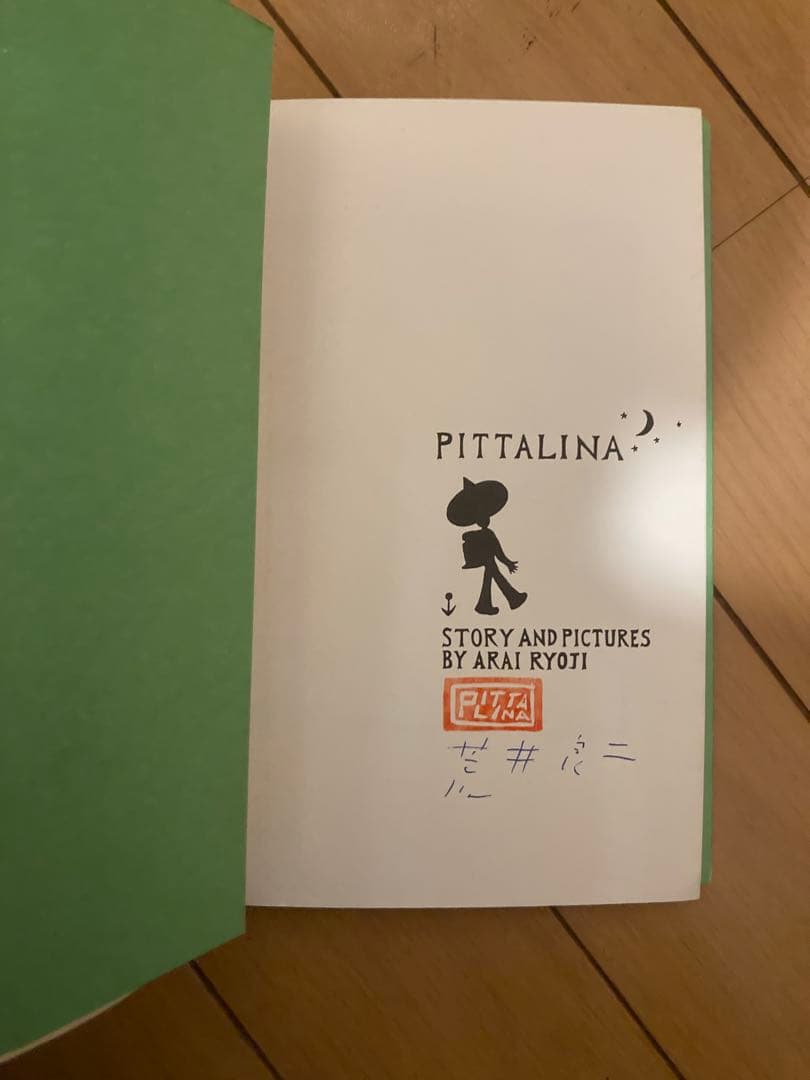 PITTALINA
STORY AND PICTURES
BY ARAI RYOJI
PITTA
LINA
荒井良二